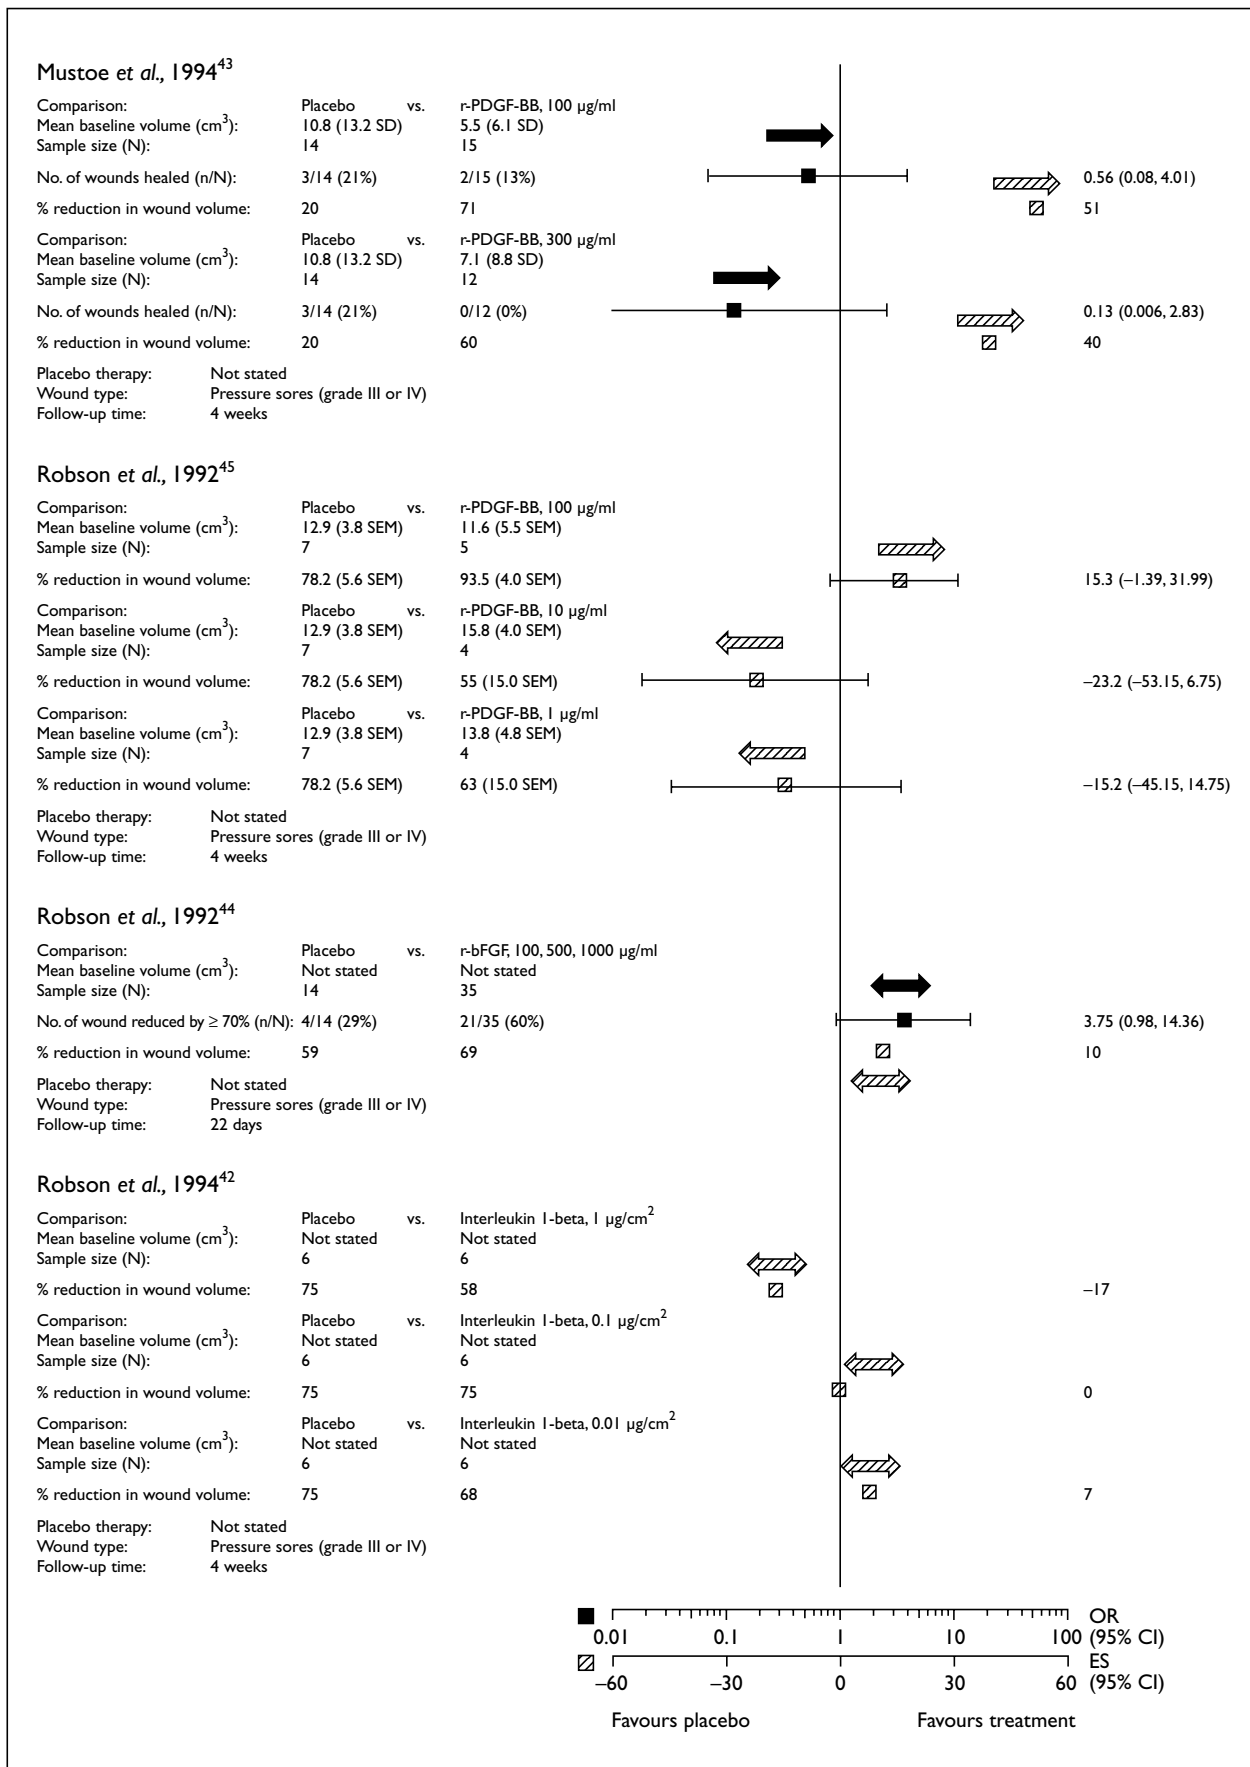 Mustoe et al., 1994⁴³
Comparison: Placebo vs. r-PDGF-BB, 100 µg/ml
Mean baseline volume (cm³): 10.8 (13.2 SD) 5.5 (6.1 SD)
Sample size (N): 14 15
No. of wounds healed (n/N): 3/14 (21%) 2/15 (13%) 0.56 (0.08, 4.01)
% reduction in wound volume: 20 71 51
Comparison: Placebo vs. r-PDGF-BB, 300 µg/ml
Mean baseline volume (cm³): 10.8 (13.2 SD) 7.1 (8.8 SD)
Sample size (N): 14 12
No. of wounds healed (n/N): 3/14 (21%) 0/12 (0%) 0.13 (0.006, 2.83)
% reduction in wound volume: 20 60 40
Placebo therapy: Not stated
Wound type: Pressure sores (grade III or IV)
Follow-up time: 4 weeks
Robson et al., 1992⁴⁵
Comparison: Placebo vs. r-PDGF-BB, 100 µg/ml
Mean baseline volume (cm³): 12.9 (3.8 SEM) 11.6 (5.5 SEM)
Sample size (N): 7 5
% reduction in wound volume: 78.2 (5.6 SEM) 93.5 (4.0 SEM) 15.3 (–1.39, 31.99)
Comparison: Placebo vs. r-PDGF-BB, 10 µg/ml
Mean baseline volume (cm³): 12.9 (3.8 SEM) 15.8 (4.0 SEM)
Sample size (N): 7 4
% reduction in wound volume: 78.2 (5.6 SEM) 55 (15.0 SEM) –23.2 (–53.15, 6.75)
Comparison: Placebo vs. r-PDGF-BB, 1 µg/ml
Mean baseline volume (cm³): 12.9 (3.8 SEM) 13.8 (4.8 SEM)
Sample size (N): 7 4
% reduction in wound volume: 78.2 (5.6 SEM) 63 (15.0 SEM) –15.2 (–45.15, 14.75)
Placebo therapy: Not stated
Wound type: Pressure sores (grade III or IV)
Follow-up time: 4 weeks
Robson et al., 1992⁴⁴
Comparison: Placebo vs. r-bFGF, 100, 500, 1000 µg/ml
Mean baseline volume (cm³): Not stated Not stated
Sample size (N): 14 35
No. of wound reduced by ≥ 70% (n/N): 4/14 (29%) 21/35 (60%) 3.75 (0.98, 14.36)
% reduction in wound volume: 59 69 10
Placebo therapy: Not stated
Wound type: Pressure sores (grade III or IV)
Follow-up time: 22 days
Robson et al., 1994⁴²
Comparison: Placebo vs. Interleukin 1-beta, 1 µg/cm²
Mean baseline volume (cm³): Not stated Not stated
Sample size (N): 6 6
% reduction in wound volume: 75 58 –17
Comparison: Placebo vs. Interleukin 1-beta, 0.1 µg/cm²
Mean baseline volume (cm³): Not stated Not stated
Sample size (N): 6 6
% reduction in wound volume: 75 75 0
Comparison: Placebo vs. Interleukin 1-beta, 0.01 µg/cm²
Mean baseline volume (cm³): Not stated Not stated
Sample size (N): 6 6
% reduction in wound volume: 75 68 7
Placebo therapy: Not stated
Wound type: Pressure sores (grade III or IV)
Follow-up time: 4 weeks
OR
0.01 0.1 1 10 100 (95% CI)
ES
–60 –30 0 30 60 (95% CI)
Favours placebo Favours treatment